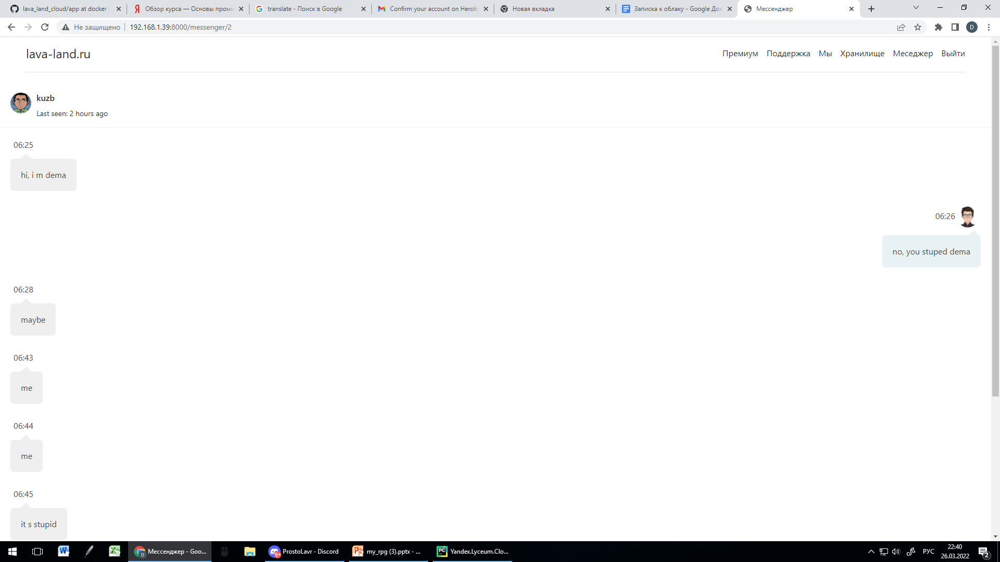 lava_land_cloud/app at docker
Обзор курса — Основы промы
translate - Поиск в Google
Confirm your account on Heroku
Новая вкладка
Записка к облаку - Google Док
Мессенджер
Не защищено
192.168.1.39:8000/messenger/2
D
lava-land.ru
Премиум Поддержка Мы Хранилище Меседжер Выйти
kuzb
Last seen: 2 hours ago
06:25
hi, i m dema
06:26
no, you stuped dema
06:28
maybe
06:43
me
06:44
me
06:45
it s stupid
Мессенджер - Goo...
9+
ProstoLavr - Discord
my_rpg (3).pptx - ...
Yandex.Lyceum.Clo...
РУС
22:40
26.03.2022
2